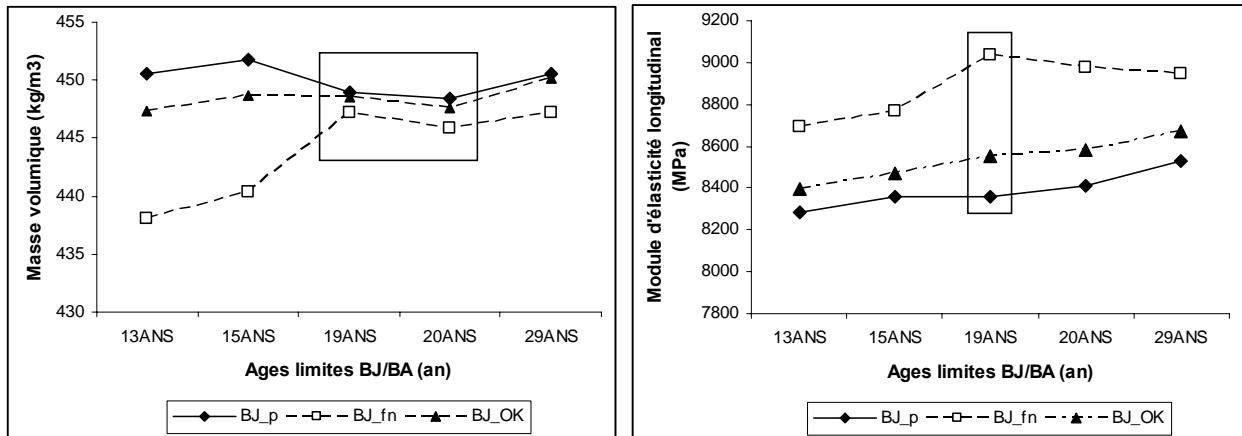 Masse volumique (kg/m3)
455
450
445
440
435
430
13ANS 15ANS 19ANS 20ANS 29ANS
Ages limites BJ/BA (an)
BJ_p BJ_fn BJ_OK
Module d'élasticité longitudinal
(MPa)
9200
9000
8800
8600
8400
8200
8000
7800
13ANS 15ANS 19ANS 20ANS 29ANS
Ages limites BJ/BA (an)
BJ_p BJ_fn BJ_OK